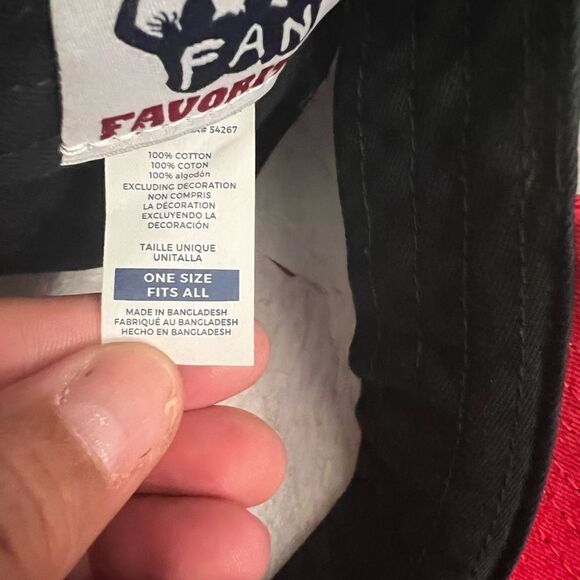 FAN
FAVORITE
# 54267
100% COTTON
100% COTON
100% algodón
EXCLUDING DECORATION
NON COMPRIS
LA DÉCORATION
EXCLUYENDO LA
DECORACIÓN
TAILLE UNIQUE
UNITALLA
ONE SIZE
FITS ALL
MADE IN BANGLADESH
FABRIQUÉ AU BANGLADESH
HECHO EN BANGLADESH